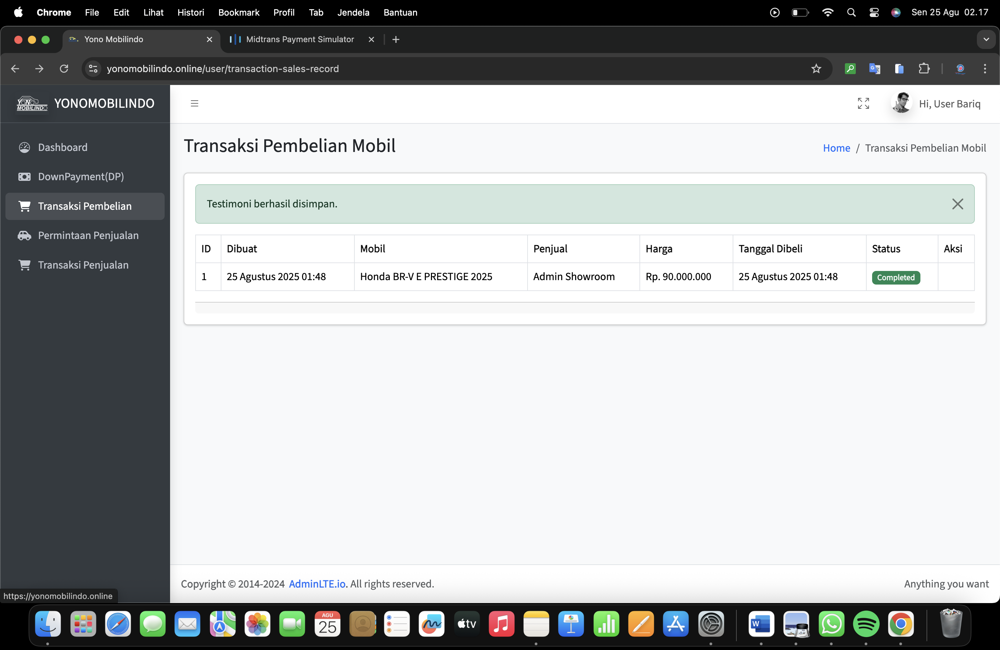 Chrome File Edit Lihat Histori Bookmark Profil Tab Jendela Bantuan Sen 25 Agu 02.17
Yono Mobilindo Midtrans Payment Simulator
yonomobilindo.online/user/transaction-sales-record
YONO MOBILINDO YONOMOBILINDO
Hi, User Bariq
Dashboard
DownPayment(DP)
Transaksi Pembelian
Permintaan Penjualan
Transaksi Penjualan
Transaksi Pembelian Mobil
Home / Transaksi Pembelian Mobil
Testimoni berhasil disimpan.
ID Dibuat Mobil Penjual Harga Tanggal Dibeli Status Aksi
1 25 Agustus 2025 01:48 Honda BR-V E PRESTIGE 2025 Admin Showroom Rp. 90.000.000 25 Agustus 2025 01:48 Completed
Copyright © 2014-2024 AdminLTE.io. All rights reserved. Anything you want
https://yonomobilindo.online
AGU
25
tv
W